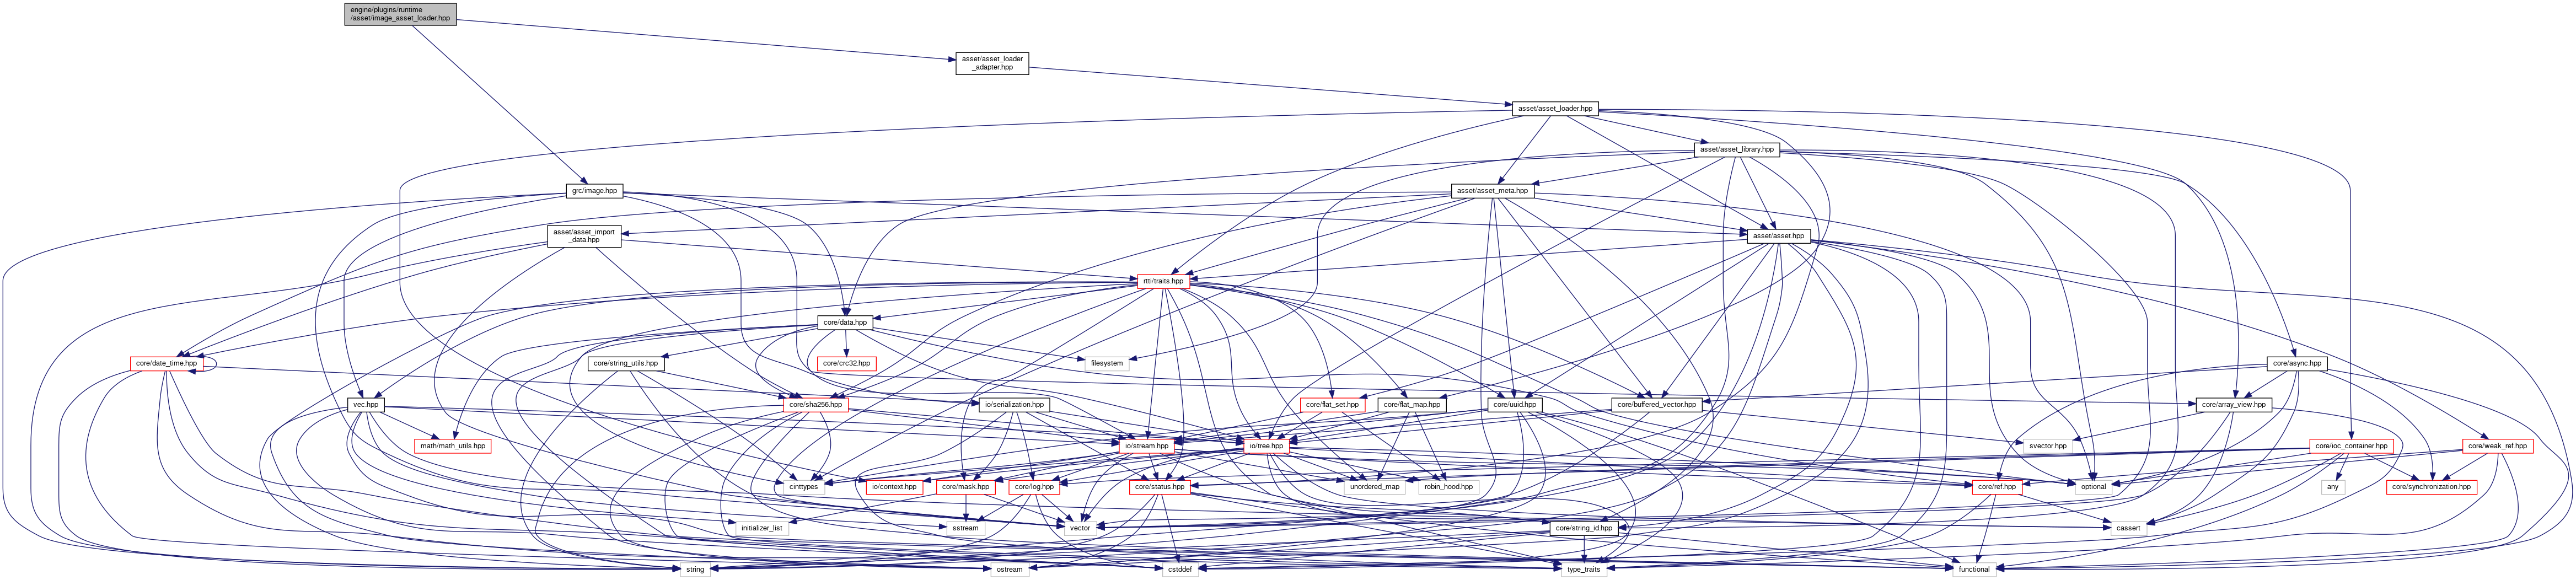 engine/plugins/runtime
/asset/image_asset_loader.hpp
asset/asset_loader
_adapter.hpp
asset/asset_loader.hpp
asset/asset_library.hpp
grc/image.hpp
asset/asset_meta.hpp
asset/asset_import
_data.hpp
asset/asset.hpp
rtti/traits.hpp
core/data.hpp
core/date_time.hpp
core/string_utils.hpp
core/crc32.hpp
filesystem
core/async.hpp
vec.hpp
core/sha256.hpp
io/serialization.hpp
core/flat_set.hpp
core/flat_map.hpp
core/uuid.hpp
core/buffered_vector.hpp
core/array_view.hpp
math/math_utils.hpp
io/stream.hpp
io/tree.hpp
svector.hpp
core/ioc_container.hpp
core/weak_ref.hpp
cinttypes
io/context.hpp
core/mask.hpp
core/log.hpp
core/status.hpp
unordered_map
robin_hood.hpp
core/ref.hpp
optional
any
core/synchronization.hpp
initializer_list
sstream
vector
core/string_id.hpp
cassert
string
ostream
cstddef
type_traits
functional